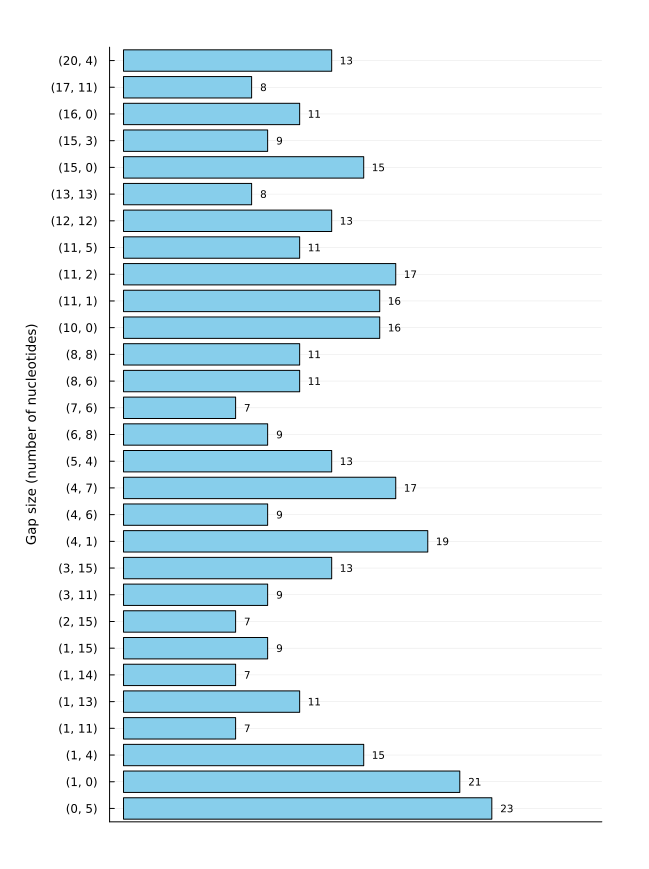 (20, 4) 13
(17, 11) 8
(16, 0) 11
(15, 3) 9
(15, 0) 15
(13, 13) 8
(12, 12) 13
(11, 5) 11
(11, 2) 17
(11, 1) 16
(10, 0) 16
(8, 8) 11
(8, 6) 11
(7, 6) 7
(6, 8) 9
(5, 4) 13
(4, 7) 17
(4, 6) 9
(4, 1) 19
(3, 15) 13
(3, 11) 9
(2, 15) 7
(1, 15) 9
(1, 14) 7
(1, 13) 11
(1, 11) 7
(1, 4) 15
(1, 0) 21
(0, 5) 23
Gap size (number of nucleotides)